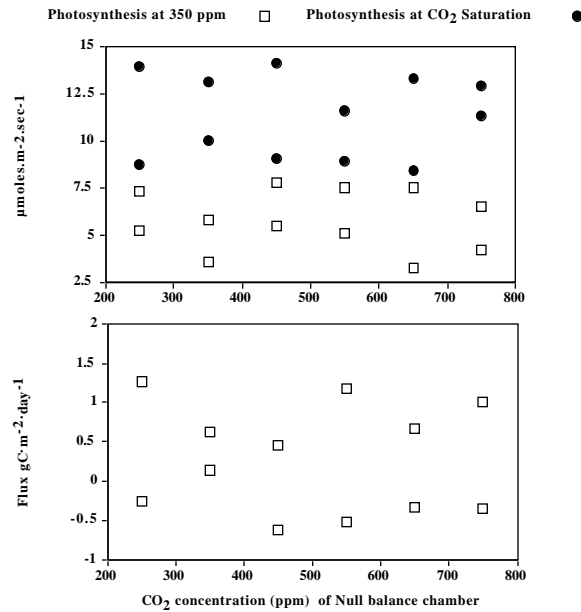 Photosynthesis at 350 ppm □ Photosynthesis at CO2 Saturation ●
15
12.5
10
7.5
5
2.5
µmoles.m-2.sec-1
200 300 400 500 600 700 800
2
1.5
1
0.5
0
-0.5
-1
Flux gC·m-2·day-1
200 300 400 500 600 700 800
CO2 concentration (ppm) of Null balance chamber